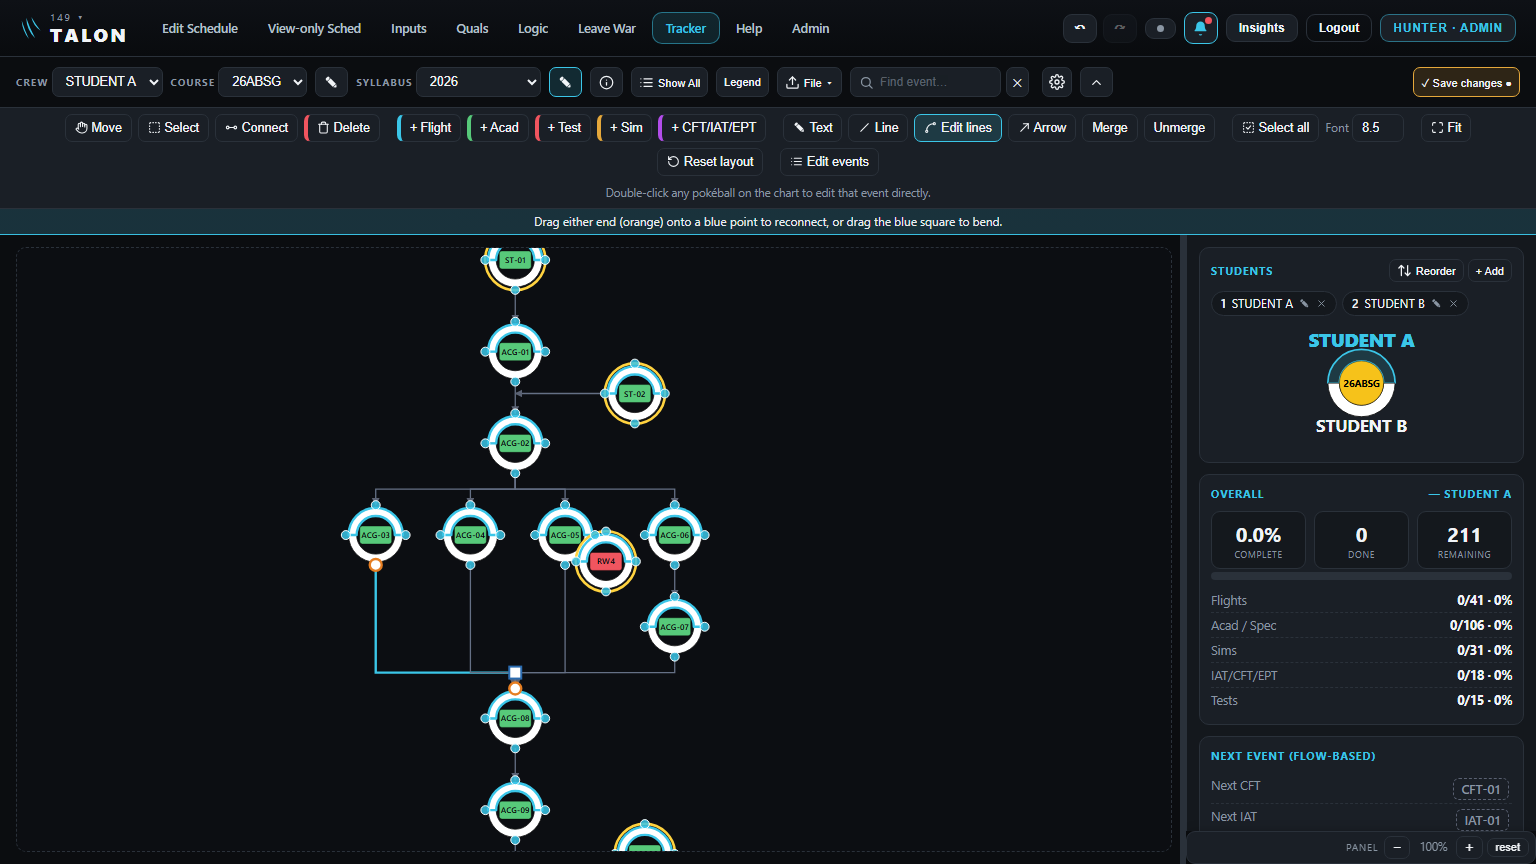 149
TALON
Edit Schedule
View-only Sched
Inputs
Quals
Logic
Leave War
Tracker
Help
Admin
Insights
Logout
HUNTER · ADMIN
CREW
STUDENT A
COURSE
26ABSG
SYLLABUS
2026
Show All
Legend
File
Find event...
✓ Save changes •
Move
Select
Connect
Delete
+ Flight
+ Acad
+ Test
+ Sim
+ CFT/IAT/EPT
Text
Line
Edit lines
Arrow
Merge
Unmerge
Select all
Font
8.5
Fit
Reset layout
Edit events
Double-click any pokéball on the chart to edit that event directly.
Drag either end (orange) onto a blue point to reconnect, or drag the blue square to bend.
ST-01
ACG-01
ST-02
ACG-02
ACG-03
ACG-04
ACG-05
ACG-06
RW4
ACG-07
ACG-08
ACG-09
STUDENTS
Reorder
+ Add
1 STUDENT A
2 STUDENT B
STUDENT A
26ABSG
STUDENT B
OVERALL
— STUDENT A
0.0%
COMPLETE
0
DONE
211
REMAINING
Flights
0/41 · 0%
Acad / Spec
0/106 · 0%
Sims
0/31 · 0%
IAT/CFT/EPT
0/18 · 0%
Tests
0/15 · 0%
NEXT EVENT (FLOW-BASED)
Next CFT
CFT-01
Next IAT
IAT-01
PANEL
−
100%
+
reset